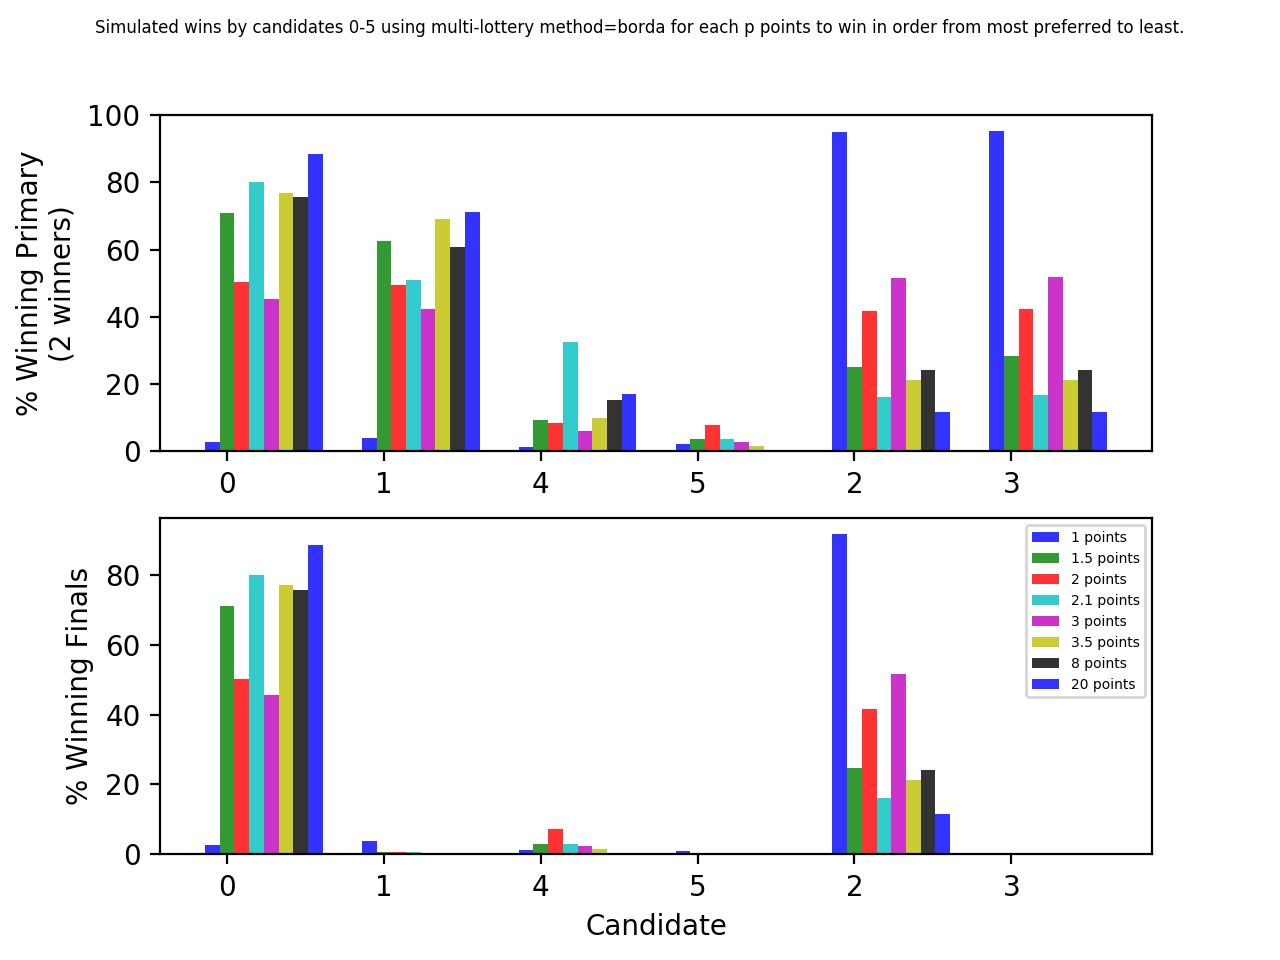 Simulated wins by candidates 0-5 using multi-lottery method=borda for each p points to win in order from most preferred to least.
% Winning Primary
(2 winners)
100
80
60
40
20
0
0 1 4 5 2 3
% Winning Finals
80
60
40
20
0
1 points
1.5 points
2 points
2.1 points
3 points
3.5 points
8 points
20 points
0 1 4 5 2 3
Candidate